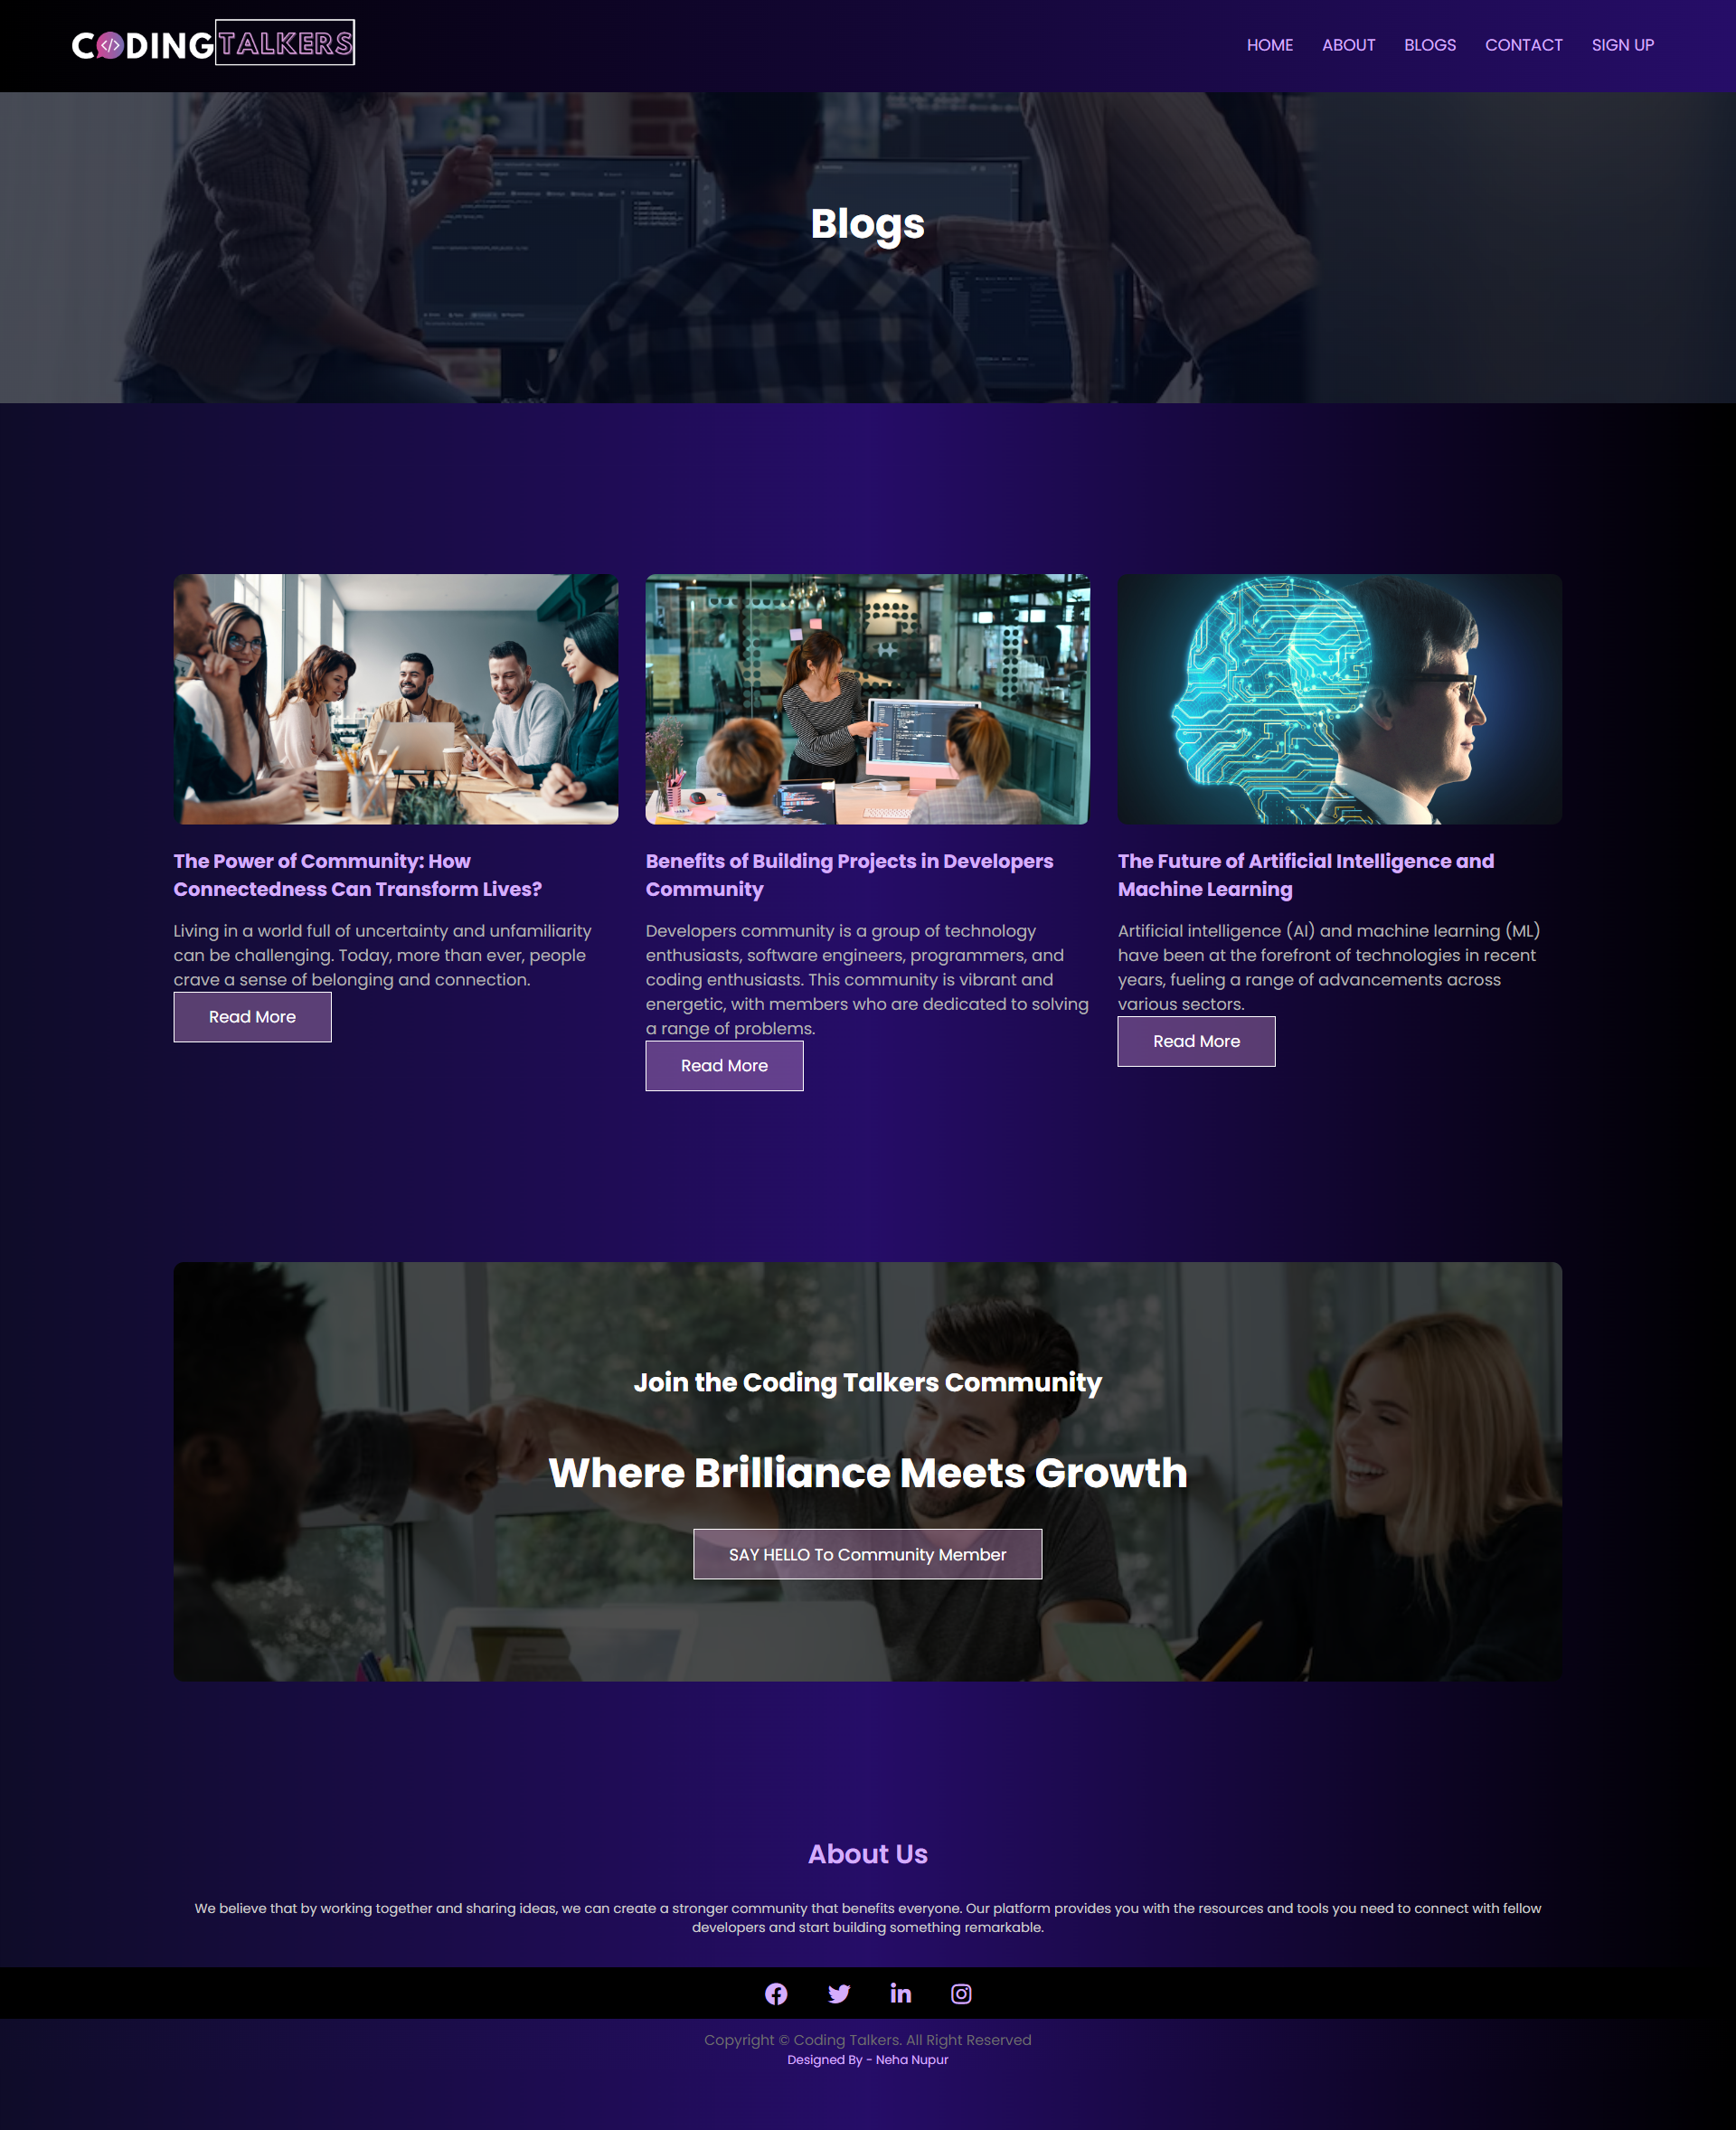 CODING TALKERS
HOME ABOUT BLOGS CONTACT SIGN UP
Blogs
The Power of Community: How
Connectedness Can Transform Lives?
Living in a world full of uncertainty and unfamiliarity
can be challenging. Today, more than ever, people
crave a sense of belonging and connection.
Read More
Benefits of Building Projects in Developers
Community
Developers community is a group of technology
enthusiasts, software engineers, programmers, and
coding enthusiasts. This community is vibrant and
energetic, with members who are dedicated to solving
a range of problems.
Read More
The Future of Artificial Intelligence and
Machine Learning
Artificial intelligence (AI) and machine learning (ML)
have been at the forefront of technologies in recent
years, fueling a range of advancements across
various sectors.
Read More
Join the Coding Talkers Community
Where Brilliance Meets Growth
SAY HELLO To Community Member
About Us
We believe that by working together and sharing ideas, we can create a stronger community that benefits everyone. Our platform provides you with the resources and tools you need to connect with fellow
developers and start building something remarkable.
Copyright © Coding Talkers. All Right Reserved
Designed By - Neha Nupur